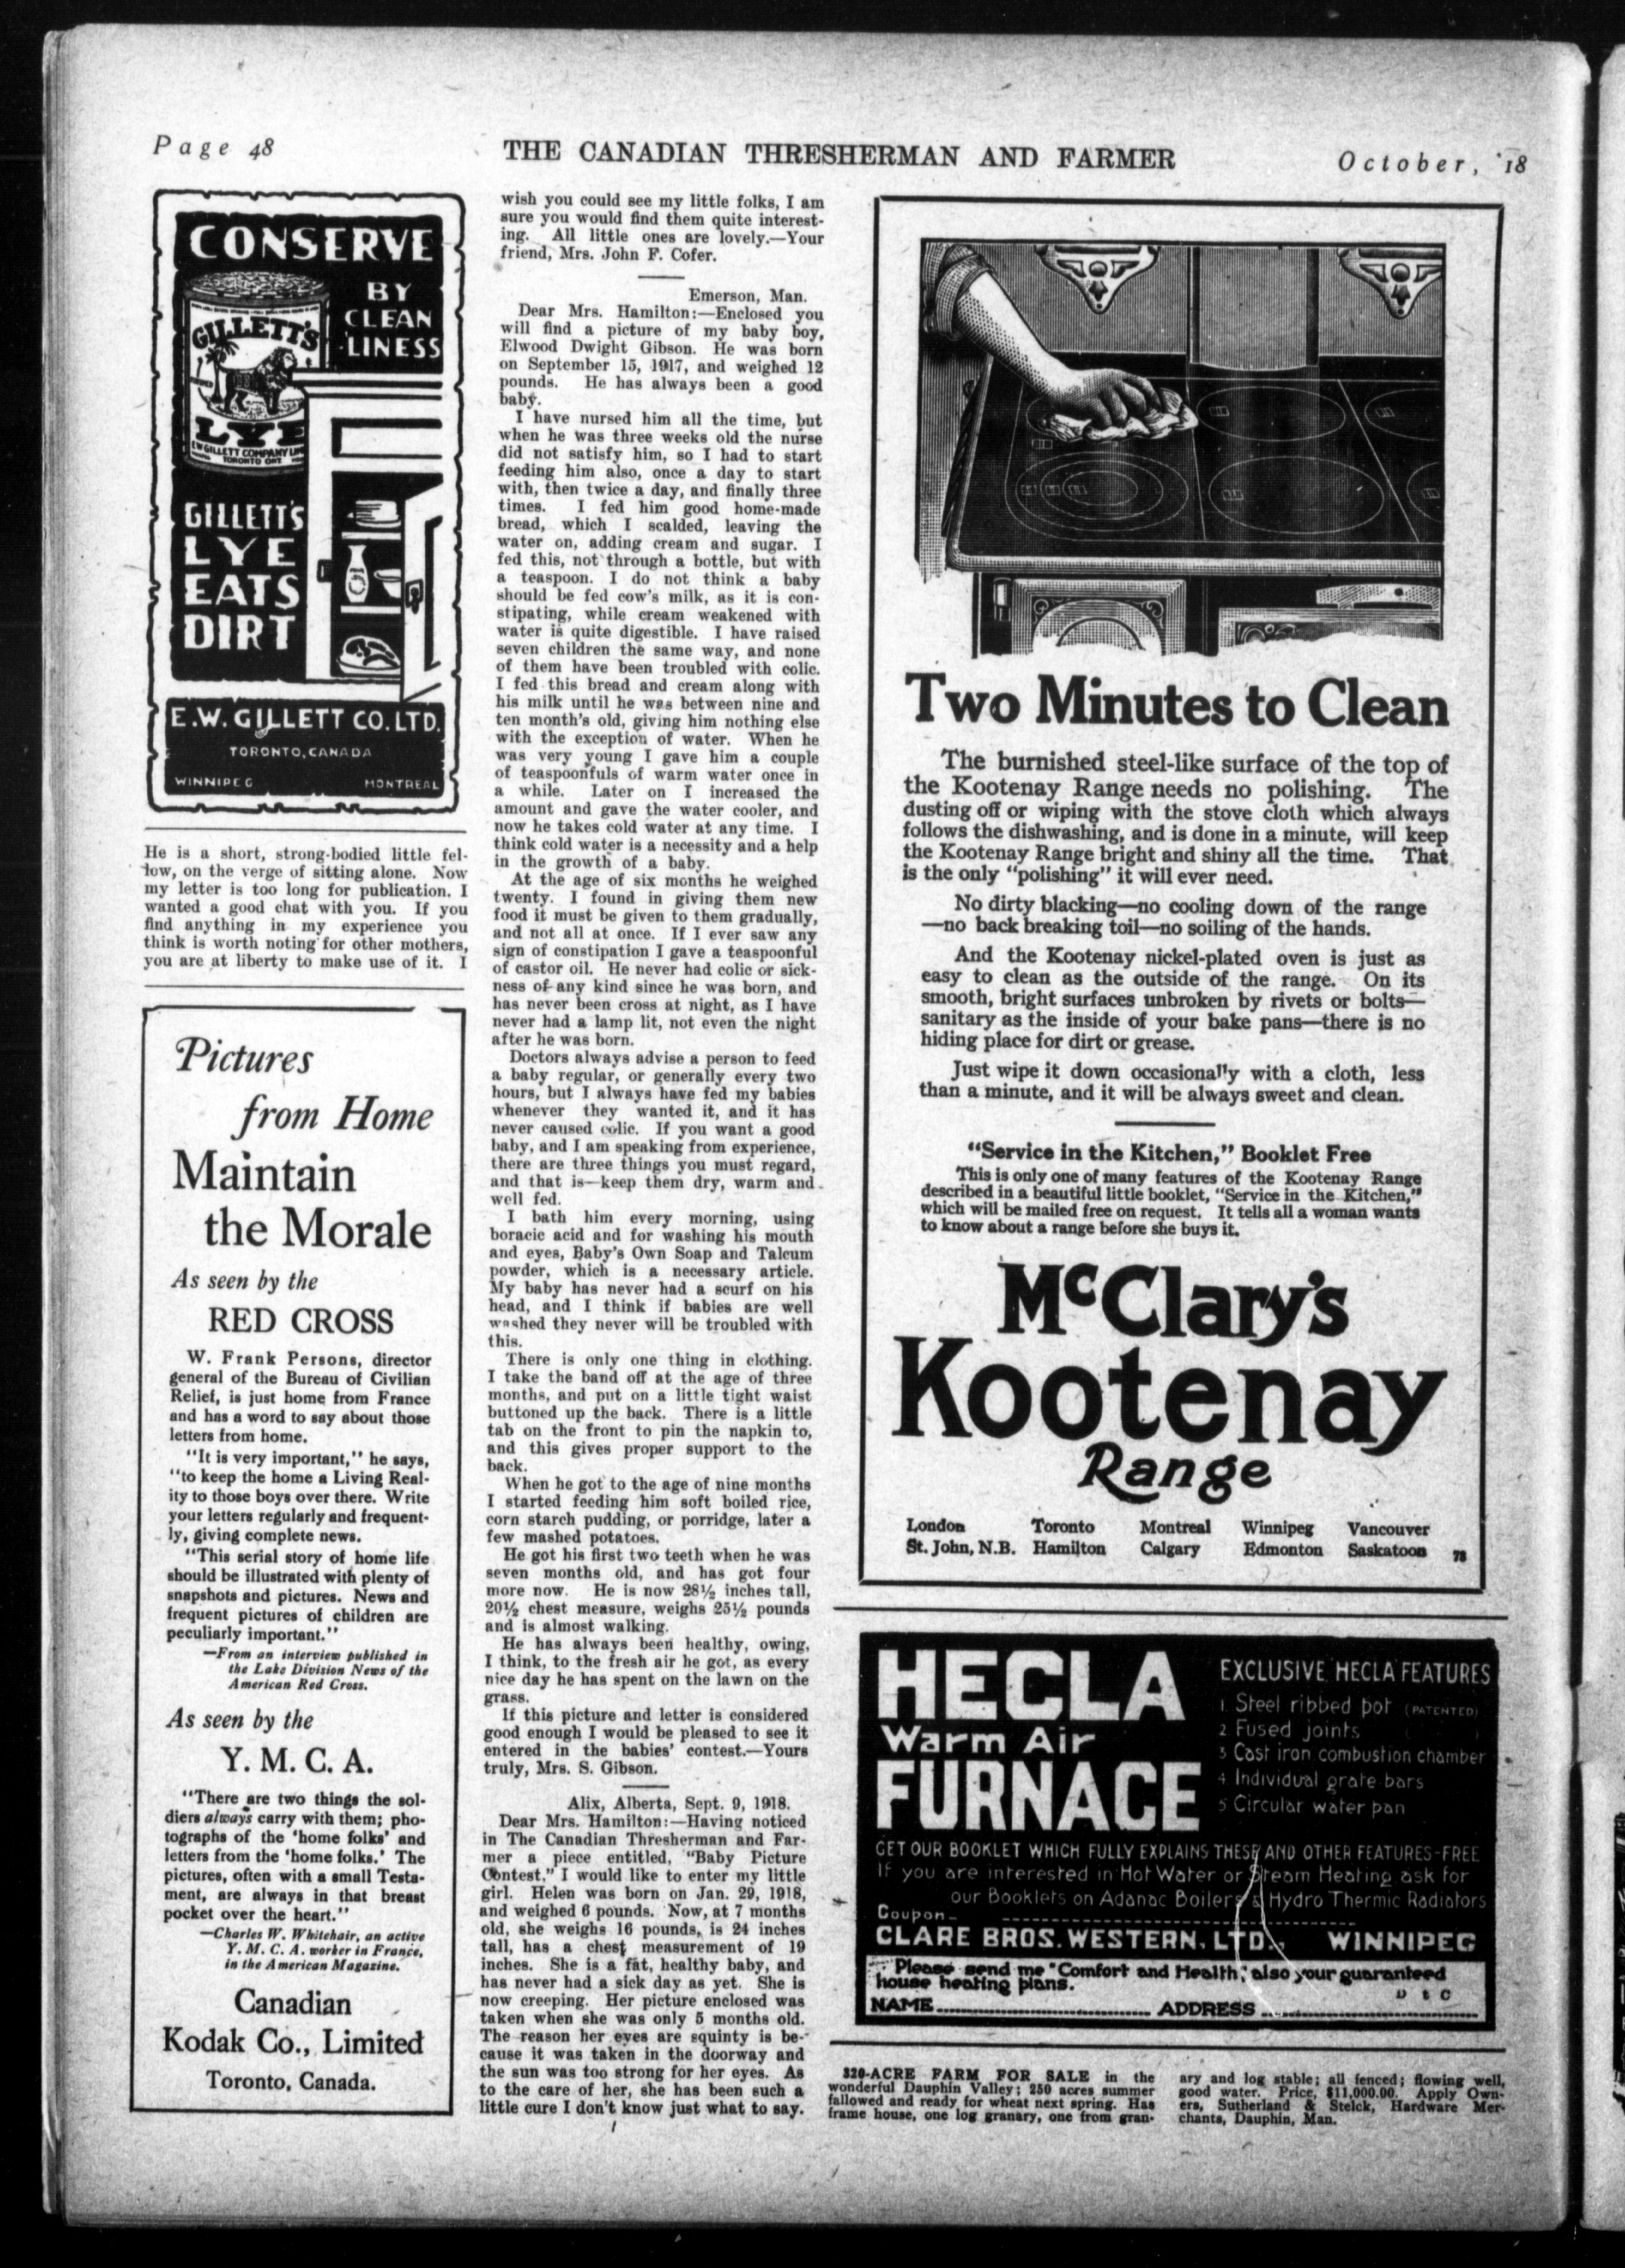 Page 48
THE CANADIAN THRESHERMAN AND FARMER
October, '18
CONSERVE
BY
CLEAN
LINESS
GILLETT'S
LYE
E.W.GILLETT COMPANY LIM
TORONTO ONT
GILLETT'S
LYE
EATS
DIRT
E.W. GILLETT CO. LTD.
TORONTO, CANADA
WINNIPEG MONTREAL
He is a short, strong-bodied little fel-
low, on the verge of sitting alone. Now
my letter is too long for publication. I
wanted a good chat with you. If you
find anything in my experience you
think is worth noting for other mothers,
you are at liberty to make use of it. I
Pictures
from Home
Maintain
the Morale
As seen by the
RED CROSS
W. Frank Persons, director
general of the Bureau of Civilian
Relief, is just home from France
and has a word to say about those
letters from home.
"It is very important," he says,
"to keep the home a Living Real-
ity to those boys over there. Write
your letters regularly and frequent-
ly, giving complete news.
"This serial story of home life
should be illustrated with plenty of
snapshots and pictures. News and
frequent pictures of children are
peculiarly important."
—From an interview published in
the Lake Division News of the
American Red Cross.
As seen by the
Y. M. C. A.
"There are two things the sol-
diers always carry with them; pho-
tographs of the 'home folks' and
letters from the 'home folks.' The
pictures, often with a small Testa-
ment, are always in that breast
pocket over the heart."
—Charles W. Whitehair, an active
Y. M. C. A. worker in France,
in the American Magazine.
Canadian
Kodak Co., Limited
Toronto, Canada.
wish you could see my little folks, I am
sure you would find them quite interest-
ing. All little ones are lovely.—Your
friend, Mrs. John F. Cofer.
Emerson, Man.
Dear Mrs. Hamilton:—Enclosed you
will find a picture of my baby boy,
Elwood Dwight Gibson. He was born
on September 15, 1917, and weighed 12
pounds. He has always been a good
baby.
I have nursed him all the time, but
when he was three weeks old the nurse
did not satisfy him, so I had to start
feeding him also, once a day to start
with, then twice a day, and finally three
times. I fed him good home-made
bread, which I scalded, leaving the
water on, adding cream and sugar. I
fed this, not through a bottle, but with
a teaspoon. I do not think a baby
should be fed cow's milk, as it is con-
stipating, while cream weakened with
water is quite digestible. I have raised
seven children the same way, and none
of them have been troubled with colic.
I fed this bread and cream along with
his milk until he was between nine and
ten month's old, giving him nothing else
with the exception of water. When he
was very young I gave him a couple
of teaspoonfuls of warm water once in
a while. Later on I increased the
amount and gave the water cooler, and
now he takes cold water at any time. I
think cold water is a necessity and a help
in the growth of a baby.
At the age of six months he weighed
twenty. I found in giving them new
food it must be given to them gradually,
and not all at once. If I ever saw any
sign of constipation I gave a teaspoonful
of castor oil. He never had colic or sick-
ness of any kind since he was born, and
has never been cross at night, as I have
never had a lamp lit, not even the night
after he was born.
Doctors always advise a person to feed
a baby regular, or generally every two
hours, but I always have fed my babies
whenever they wanted it, and it has
never caused colic. If you want a good
baby, and I am speaking from experience,
there are three things you must regard,
and that is—keep them dry, warm and
well fed.
I bath him every morning, using
boracic acid and for washing his mouth
and eyes, Baby's Own Soap and Talcum
powder, which is a necessary article.
My baby has never had a scurf on his
head, and I think if babies are well
washed they never will be troubled with
this.
There is only one thing in clothing.
I take the band off at the age of three
months, and put on a little tight waist
buttoned up the back. There is a little
tab on the front to pin the napkin to,
and this gives proper support to the
back.
When he got to the age of nine months
I started feeding him soft boiled rice,
corn starch pudding, or porridge, later a
few mashed potatoes.
He got his first two teeth when he was
seven months old, and has got four
more now. He is now 28½ inches tall,
20½ chest measure, weighs 25½ pounds
and is almost walking.
He has always been healthy, owing,
I think, to the fresh air he got, as every
nice day he has spent on the lawn on the
grass.
If this picture and letter is considered
good enough I would be pleased to see it
entered in the babies' contest.—Yours
truly, Mrs. S. Gibson.
Alix, Alberta, Sept. 9, 1918.
Dear Mrs. Hamilton:—Having noticed
in The Canadian Thresherman and Far-
mer a piece entitled, "Baby Picture
Contest," I would like to enter my little
girl. Helen was born on Jan. 29, 1918,
and weighed 6 pounds. Now, at 7 months
old, she weighs 16 pounds, is 24 inches
tall, has a chest measurement of 19
inches. She is a fat, healthy baby, and
has never had a sick day as yet. She is
now creeping. Her picture enclosed was
taken when she was only 5 months old.
The reason her eyes are squinty is be-
cause it was taken in the doorway and
the sun was too strong for her eyes. As
to the care of her, she has been such a
little cure I don't know just what to say.
Two Minutes to Clean
The burnished steel-like surface of the top of
the Kootenay Range needs no polishing. The
dusting off or wiping with the stove cloth which always
follows the dishwashing, and is done in a minute, will keep
the Kootenay Range bright and shiny all the time. That
is the only "polishing" it will ever need.
No dirty blacking—no cooling down of the range
—no back breaking toil—no soiling of the hands.
And the Kootenay nickel-plated oven is just as
easy to clean as the outside of the range. On its
smooth, bright surfaces unbroken by rivets or bolts—
sanitary as the inside of your bake pans—there is no
hiding place for dirt or grease.
Just wipe it down occasionally with a cloth, less
than a minute, and it will be always sweet and clean.
"Service in the Kitchen," Booklet Free
This is only one of many features of the Kootenay Range
described in a beautiful little booklet, "Service in the Kitchen,"
which will be mailed free on request. It tells all a woman wants
to know about a range before she buys it.
McClary's
Kootenay
Range
London Toronto Montreal Winnipeg Vancouver
St. John, N.B. Hamilton Calgary Edmonton Saskatoon 78
HECLA
Warm Air
FURNACE
EXCLUSIVE HECLA FEATURES
1. Steel ribbed pot (PATENTED)
2 Fused joints
3 Cast iron combustion chamber
4. Individual grate bars
5 Circular water pan
GET OUR BOOKLET WHICH FULLY EXPLAINS THESE AND OTHER FEATURES-FREE
If you are interested in Hot Water or Steam Heating ask for
our Booklets on Adanac Boilers & Hydro Thermic Radiators
Coupon-
CLARE BROS. WESTERN, LTD., WINNIPEG
Please send me "Comfort and Health," also your guaranteed
house heating plans.
NAME ADDRESS
320-ACRE FARM FOR SALE in the
wonderful Dauphin Valley; 250 acres summer
fallowed and ready for wheat next spring. Has
frame house, one log granary, one from gran-
ary and log stable; all fenced; flowing well,
good water. Price, $11,000.00. Apply Own-
ers, Sutherland & Stelck, Hardware Mer-
chants, Dauphin, Man.